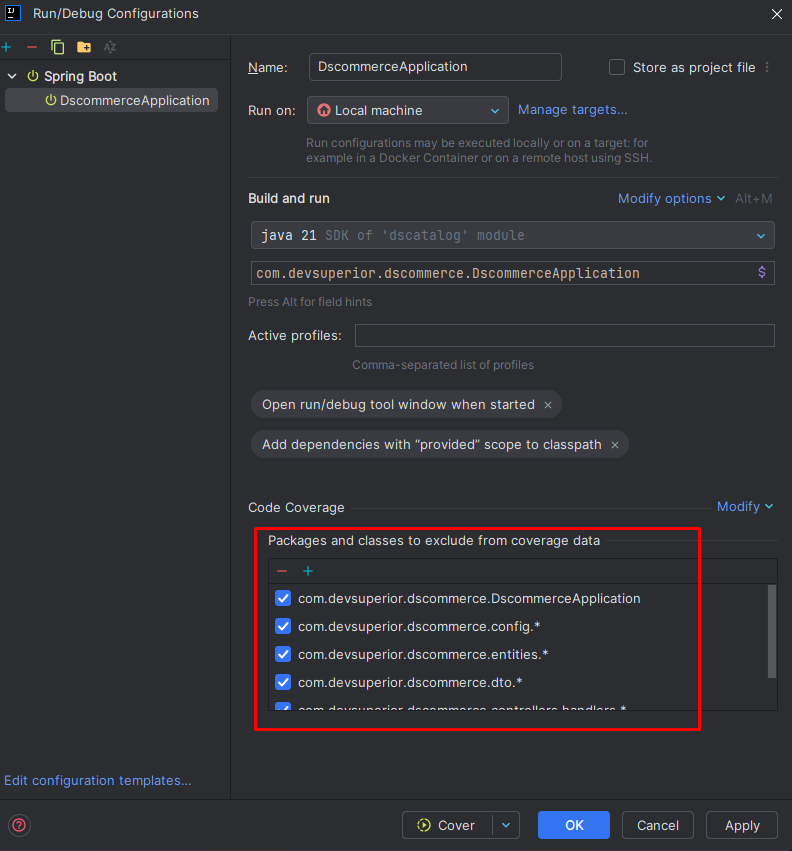 Run/Debug Configurations
Spring Boot
DscommerceApplication
Name: DscommerceApplication Store as project file
Run on: Local machine Manage targets...
Run configurations may be executed locally or on a target: for
example in a Docker Container or on a remote host using SSH.
Build and run Modify options Alt+M
java 21 SDK of 'dscatalog' module
com.devsuperior.dscommerce.DscommerceApplication
Press Alt for field hints
Active profiles:
Comma-separated list of profiles
Open run/debug tool window when started
Add dependencies with “provided” scope to classpath
Code Coverage Modify
Packages and classes to exclude from coverage data
com.devsuperior.dscommerce.DscommerceApplication
com.devsuperior.dscommerce.config.*
com.devsuperior.dscommerce.entities.*
com.devsuperior.dscommerce.dto.*
com.devsuperior.dscommerce.controllers.handlers.*
Edit configuration templates...
Cover OK Cancel Apply